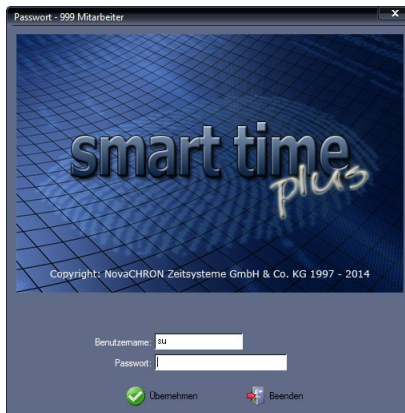 Passwort - 999 Mitarbeiter
smart time
plus
Copyright: NovaCHRON Zeitsysteme GmbH & Co. KG 1997 - 2014
Benutzername: su
Passwort:
Übernehmen Beenden